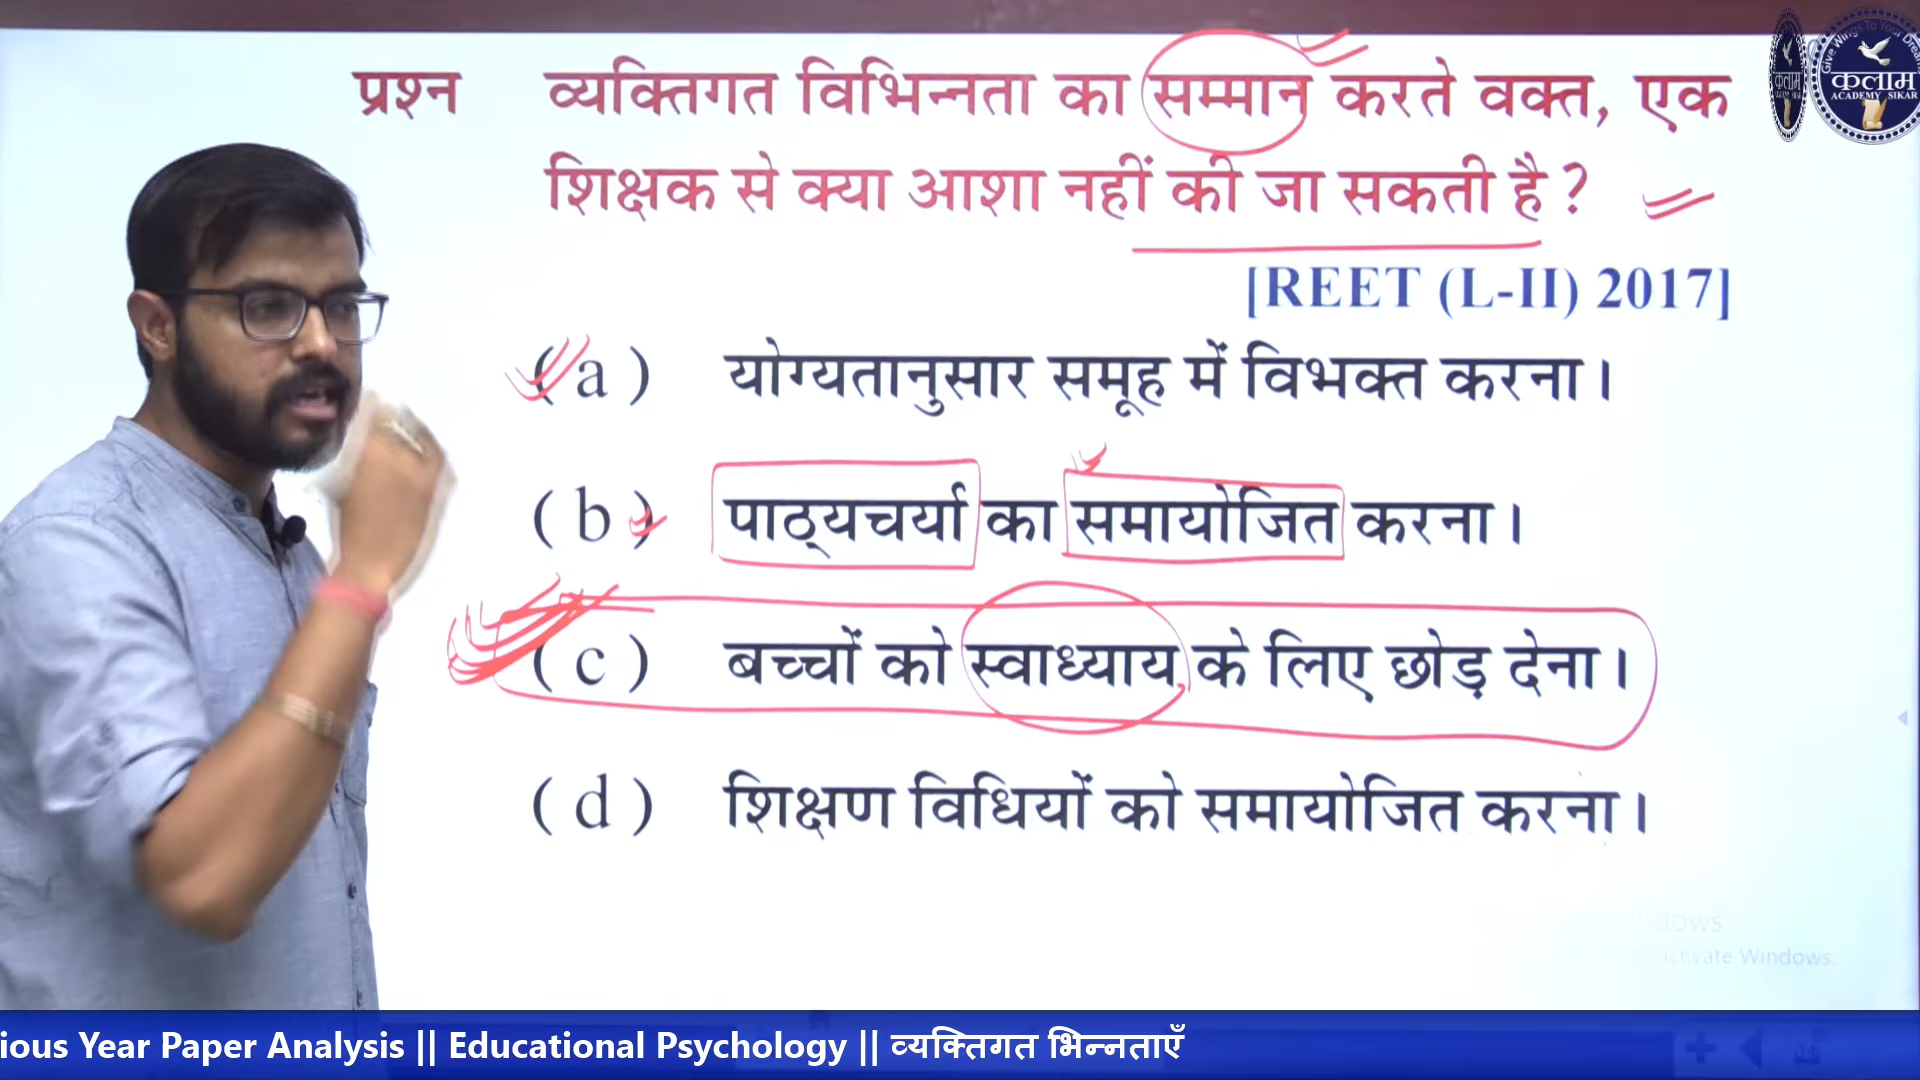 प्रश्न व्यक्तिगत विभिन्नता का सम्मान करते वक्त, एक
शिक्षक से क्या आशा नहीं की जा सकती है ?
[REET (L-II) 2017]
(a) योग्यतानुसार समूह में विभक्त करना।
(b) पाठ्यचर्या का समायोजित करना।
(c) बच्चों को स्वाध्याय के लिए छोड़ देना।
(d) शिक्षण विधियों को समायोजित करना।
कलाम
ACADEMY SIKAR
Windows.
ious Year Paper Analysis || Educational Psychology || व्यक्तिगत भिन्नताएँ